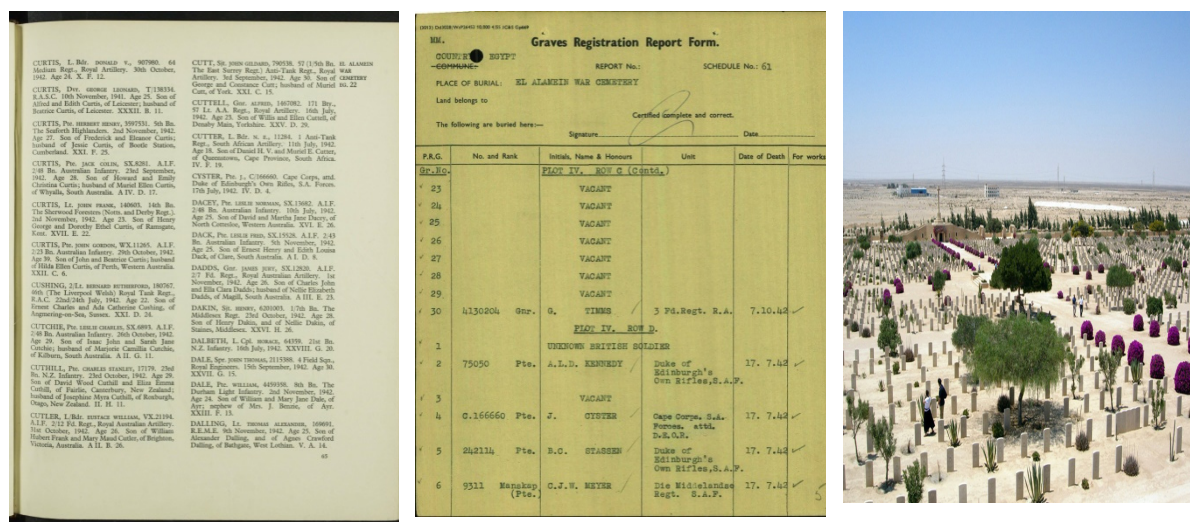 CURTIS, L. Bdr. DONALD V., 907980. 64
Medium Regt., Royal Artillery. 30th October,
1942. Age 24. X. F. 12.
CURTIS, Dvr. GEORGE LEONARD, T/130334.
R.A.S.C. 10th November, 1941. Age 25. Son of
Alfred and Edith Curtis, of Leicester; husband of
Beatrice Curtis, of Leicester. XXXII. B. 11.
CURTIS, Pte. HERBERT HENRY, 5597531. 5th Bn.
The Seaforth Highlanders. 2nd November, 1942.
Age 27. Son of Frederick and Eleanor Curtis;
husband of Jessie Curtis, of Bootle Station,
Cumberland. XXI. F. 25.
CURTIS, Pte. JACK COLIN, SX.8281. A.I.F.
2/48 Bn. Australian Infantry. 23rd September,
1942. Age 28. Son of Howard and Emily
Christina Curtis; husband of Muriel Ellen Curtis,
of Whyalla, South Australia. A IV. D. 17.
CURTIS, Lt. JOHN FRANK, 140605. 14th Bn.
The Sherwood Foresters (Notts. and Derby Regt.).
2nd November, 1942. Age 23. Son of Henry
George and Dorothy Ethel Curtis, of Ramsgate,
Kent. XVII. E. 22.
CURTIS, Pte. JOHN GORDON, WX.11265. A.I.F.
2/28 Bn. Australian Infantry. 29th October, 1942.
Age 39. Son of John and Beatrice Curtis; husband
of Hilda Ellen Curtis, of Perth, Western Australia.
XXII. C. 6.
CUSHING, 2/Lt. BERNARD RUTHERFORD, 180767.
46th (The Liverpool Welsh) Royal Tank Regt.,
R.A.C. 22nd/24th July, 1942. Age 22. Son of
Ernest Charles and Ada Catherine Cushing, of
Angmering-on-Sea, Sussex. XXI. D. 24.
CUTCHIE, Pte. LESLIE CHARLES, SX.6893. A.I.F.
2/48 Bn. Australian Infantry. 26th October, 1942.
Age 29. Son of Isaac John and Sarah Jane
Cutchie; husband of Marjorie Camillia Cutchie,
of Kilburn, South Australia. A II. G. 11.
CUTHILL, Pte. CHARLES STANLEY, 17179. 23rd
Bn. N.Z. Infantry. 23rd October, 1942. Age 29.
Son of David Wood Cuthill and Eliza Emma
Cuthill, of Fairlie, Canterbury, New Zealand;
husband of Josephine Myra Cuthill, of Roxburgh,
Otago, New Zealand. II. H. 11.
CUTLER, L/Bdr. EUSTACE WILLIAM, VX.21194.
A.I.F. 2/12 Fd. Regt., Royal Australian Artillery.
31st October, 1942. Age 26. Son of William
Hubert Frank and Mary Maud Cutler, of Brighton,
Victoria, Australia. A II. B. 26.
CUTT, Sit. JOHN GILDARD, 790538. 57 (1/5th Bn.
The East Surrey Regt.) Anti-Tank Regt., Royal
Artillery. 3rd September, 1942. Age 30. Son of
George and Constance Cutt; husband of Muriel
Cutt, of York. XXI. C. 15.
EL ALAMEIN
WAR
CEMETERY
EG. 22
CUTTELL, Gnr. ALFRED, 1467082. 171 Bty.,
57 Lt. A.A. Regt., Royal Artillery. 16th July,
1942. Age 25. Son of Willis and Ellen Cuttell, of
Denaby Main, Yorkshire. XXV. D. 29.
CUTTER, L. Bdr. N. E., 11284. 1 Anti-Tank
Regt., South African Artillery. 11th July, 1942.
Age 18. Son of Daniel H. V. and Muriel E. Cutter,
of Queenstown, Cape Province, South Africa.
IV. F. 19.
CYSTER, Pte. J., C/166660. Cape Corps, attd.
Duke of Edinburgh's Own Rifles, S.A. Forces.
17th July, 1942. IV. D. 4.
DACEY, Pte. LESLIE NORMAN, SX.13682. A.I.F.
2/48 Bn. Australian Infantry. 10th July, 1942.
Age 25. Son of David and Martha Jane Dacey, of
North Cottesloe, Western Australia. XVI. E. 26.
DACK, Pte. LESLIE FRED, SX.15528. A.I.F. 2/43
Bn. Australian Infantry. 5th November, 1942.
Age 25. Son of Ernest Henry and Edith Louisa
Dack, of Clare, South Australia. A I. D. 8.
DADDS, Gnr. JAMES JOEY, SX.12820. A.I.F.
2/7 Fd. Regt., Royal Australian Artillery. 1st
November, 1942. Age 26. Son of Charles John
and Ella Clara Dadds; husband of Nellie Elizabeth
Dadds, of Magill, South Australia. A III. E. 23.
DAKIN, Sit. HENRY, 6201003. 1/7th Bn. The
Middlesex Regt. 23rd October, 1942. Age 28.
Son of Henry Dakin, and of Nellie Dakin, of
Staines, Middlesex. XXVI. H. 26.
DALBETH, L. Cpl. HORACE, 64359. 21st Bn.
N.Z. Infantry. 16th July, 1942. XXVIII. G. 20.
DALE, Spr. JOHN THOMAS, 2115388. 4 Field Sqn.,
Royal Engineers. 15th September, 1942. Age 30.
XXVII. G. 15.
DALE, Pte. WILLIAM, 4459398. 9th Bn. The
Durham Light Infantry. 2nd November, 1942.
Age 24. Son of William and Mary Jane Dale, of
Ayr; nephew of Mrs. J. Benzie, of Ayr.
XXIII. F. 15.
DALLING, Lt. THOMAS ALEXANDER, 169691.
R.E.M.E. 9th November, 1942. Age 25. Son of
Alexander Dalling, and of Agnes Crawford
Dalling, of Bathgate, West Lothian. V. A. 14.
45
MM.
Graves Registration Report Form.
COUNTRY EGYPT
COMMUNE:
REPORT No.:
SCHEDULE No.: 61
PLACE OF BURIAL: EL ALAMEIN WAR CEMETERY
Land belongs to
Certified complete and correct.
The following are buried here:—
Signature Date
P.R.G. No. and Rank Initials, Name & Honours Unit Date of Death For works
Gr.No. PLOT IV. ROW C (Contd.)
23 VACANT
24 VACANT
25 VACANT
26 VACANT
27 VACANT
28 VACANT
29 VACANT
30 4130204 Gnr. G. TIMMS 3 Fd.Regt. R.A. 7.10.42
PLOT IV. ROW D.
1 UNKNOWN BRITISH SOLDIER
2 75050 Pte. A.E.D. KENNEDY Duke of 17. 7.42
Edinburgh's
Own Rifles,S.A.F.
3 VACANT
4 C.166660 Pte. J. CYSTER Cape Corps. S.A. 17. 7.42
Forces. attd.
D.E.O.R.
5 242114 Pte. B.C. STASSEN Duke of 17. 7.42
Edinburgh's
Own Rifles,S.A.F.
6 9311 Manskap C.J.W. MEYER Die Middelandse 17. 7.42
(Pte.) Regt. S.A.F.
5